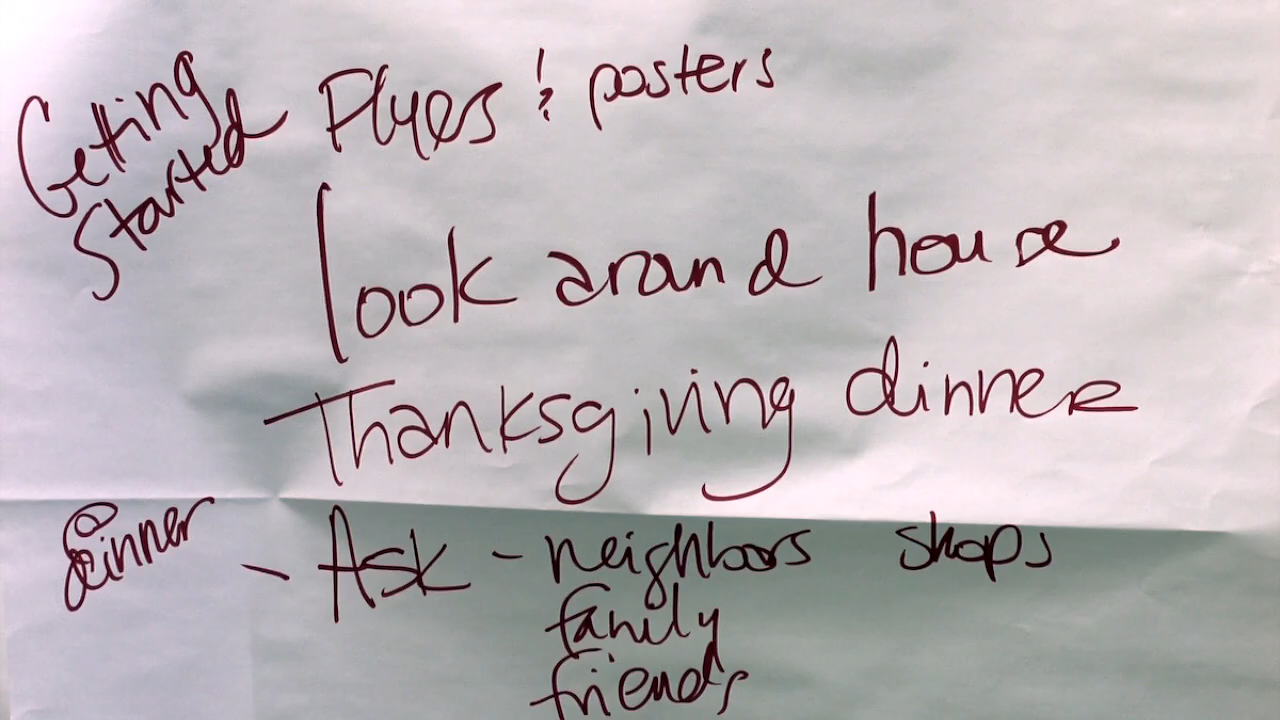 Getting Started
Flyers & posters
look around house
Thanksgiving dinner
Dinner - Ask - neighbors shops
family
friends